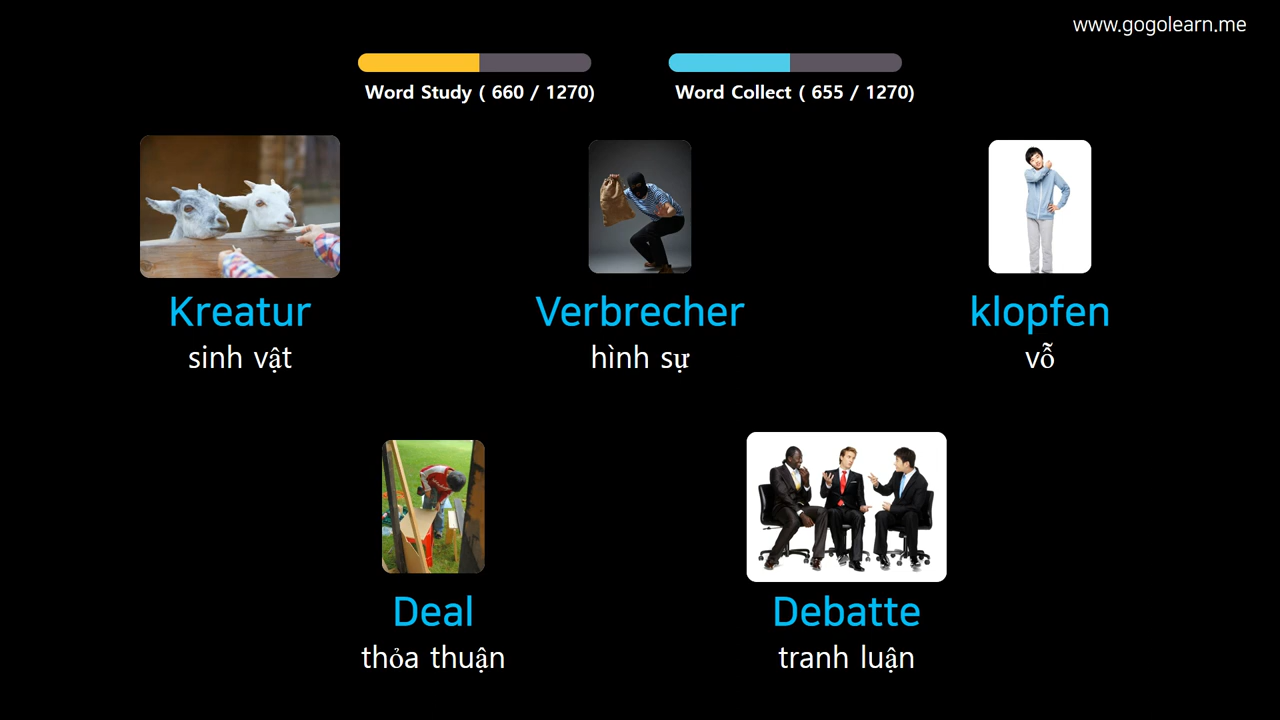 www.gogolearn.me
Word Study ( 660 / 1270)
Word Collect ( 655 / 1270)
Kreatur
sinh vật
Verbrecher
hình sự
klopfen
vỗ
Deal
thỏa thuận
Debatte
tranh luận